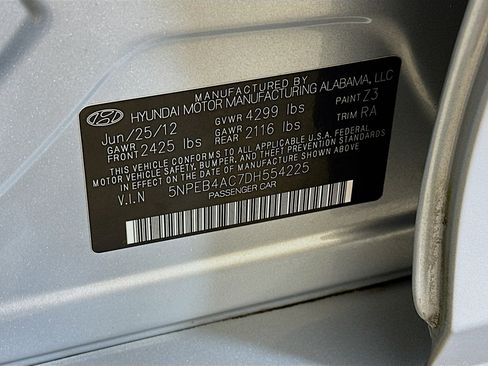 MANUFACTURED BY
HYUNDAI MOTOR MANUFACTURING ALABAMA, LLC
Jun/25/12 GVWR 4299 lbs PAINT Z3
GAWR FRONT 2425 lbs GAWR REAR 2116 lbs TRIM RA
THIS VEHICLE CONFORMS TO ALL APPLICABLE U.S.A. FEDERAL
MOTOR VEHICLE SAFETY, BUMPER, AND THEFT PREVENTION STANDARDS
IN EFFECT ON THE DATE OF MANUFACTURE SHOWN ABOVE.
V.I.N 5NPEB4AC7DH554225
PASSENGER CAR